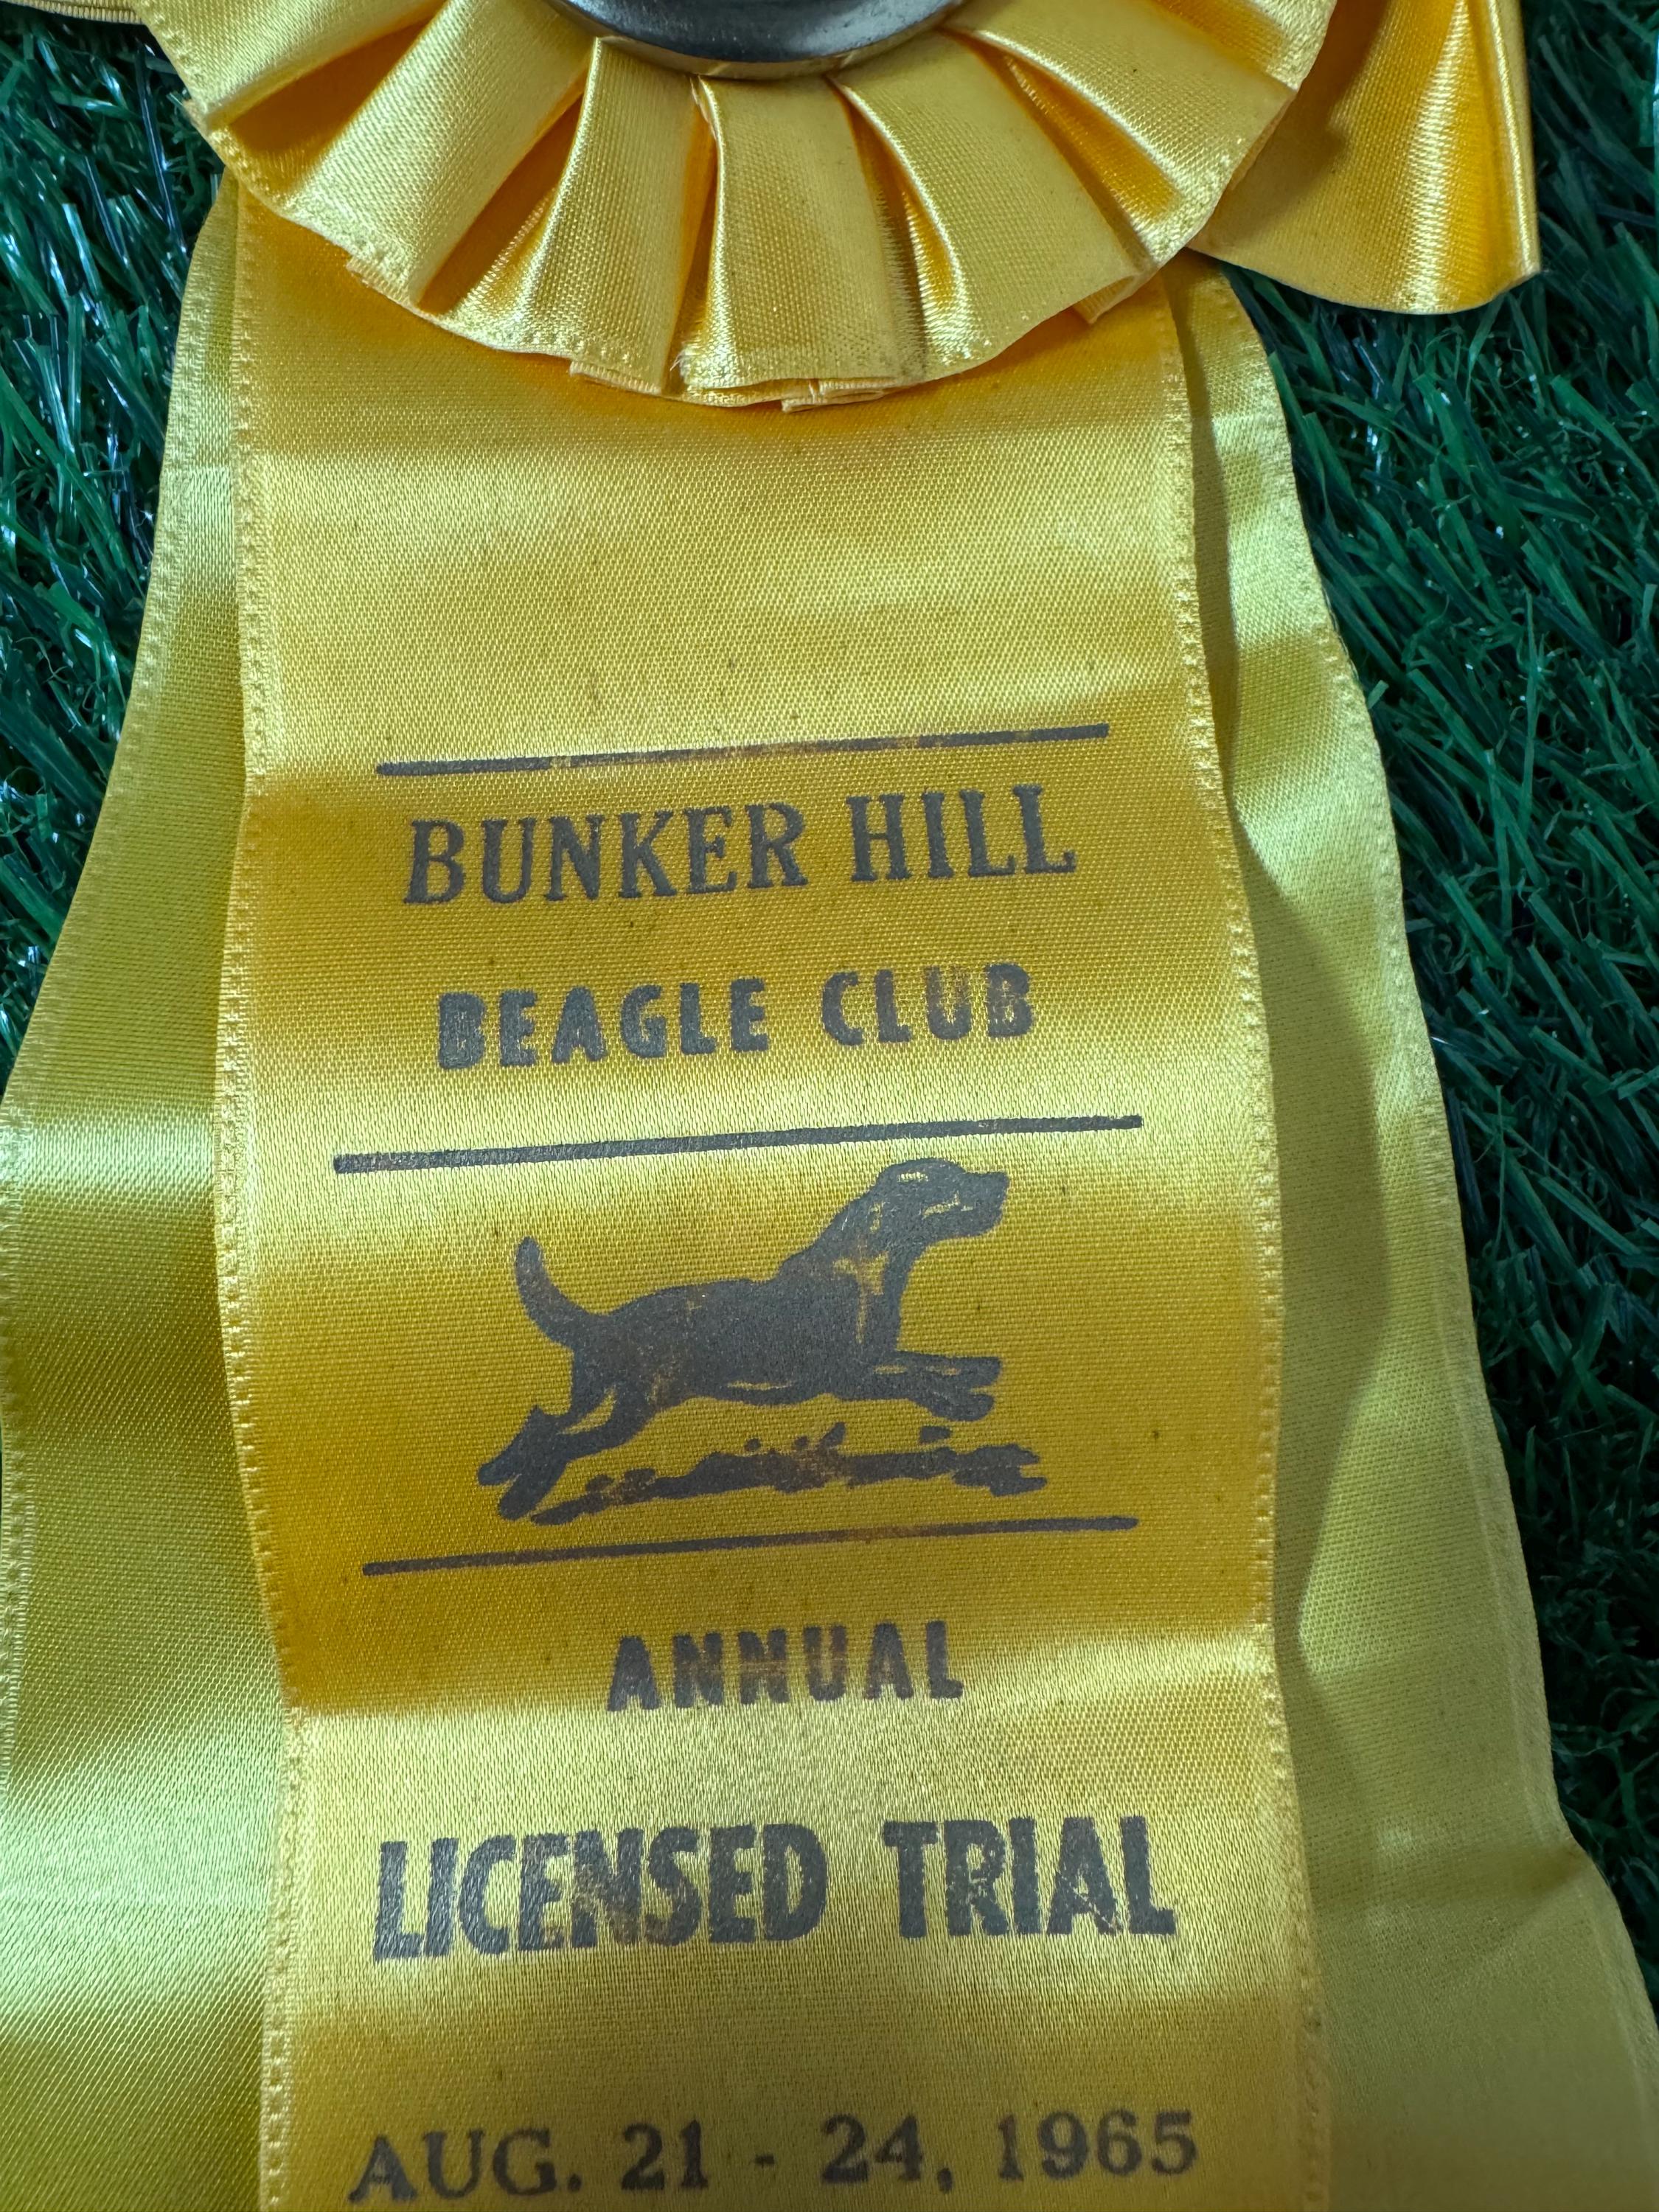 BUNKER HILL
BEAGLE CLUB
ANNUAL
LICENSED TRIAL
AUG. 21 - 24, 1965